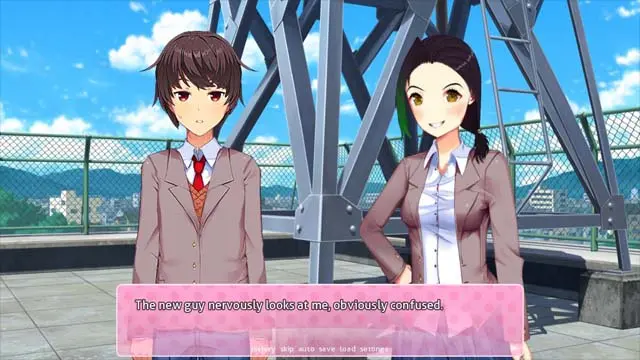 The new guy nervously looks at me, obviously confused.
history skip auto save load settings